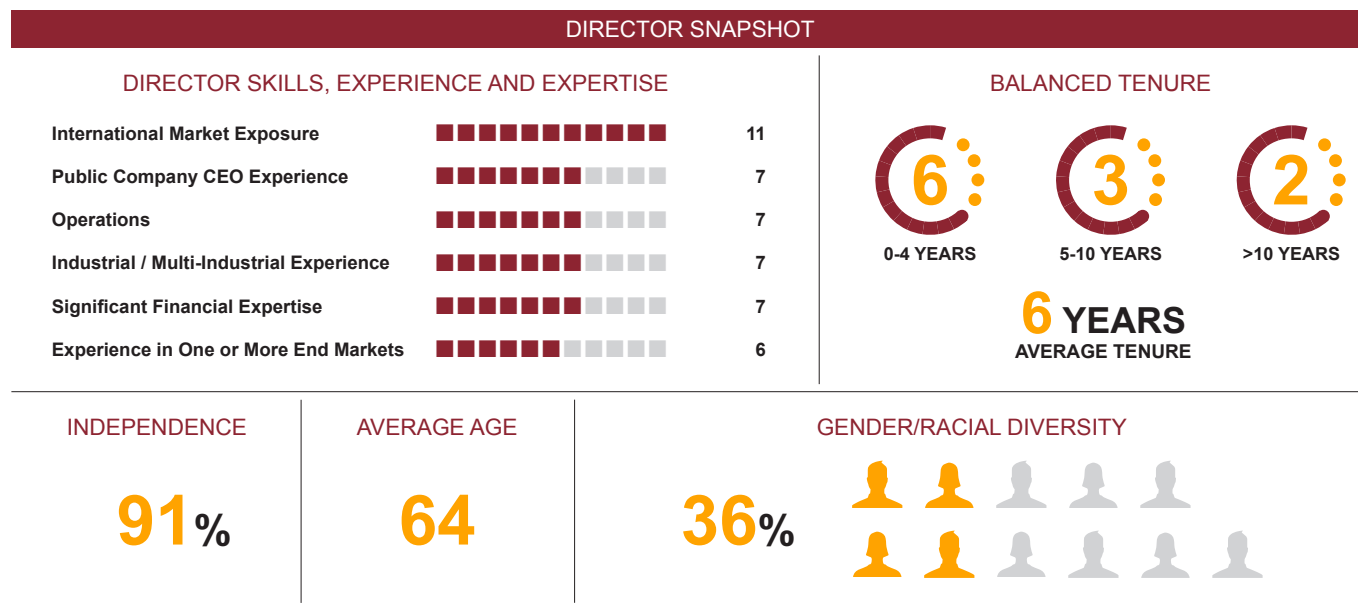 DIRECTOR SNAPSHOT
DIRECTOR SKILLS, EXPERIENCE AND EXPERTISE
International Market Exposure 11
Public Company CEO Experience 7
Operations 7
Industrial / Multi-Industrial Experience 7
Significant Financial Expertise 7
Experience in One or More End Markets 6
BALANCED TENURE
6 3 2
0-4 YEARS 5-10 YEARS >10 YEARS
6 YEARS
AVERAGE TENURE
INDEPENDENCE
91%
AVERAGE AGE
64
GENDER/RACIAL DIVERSITY
36%